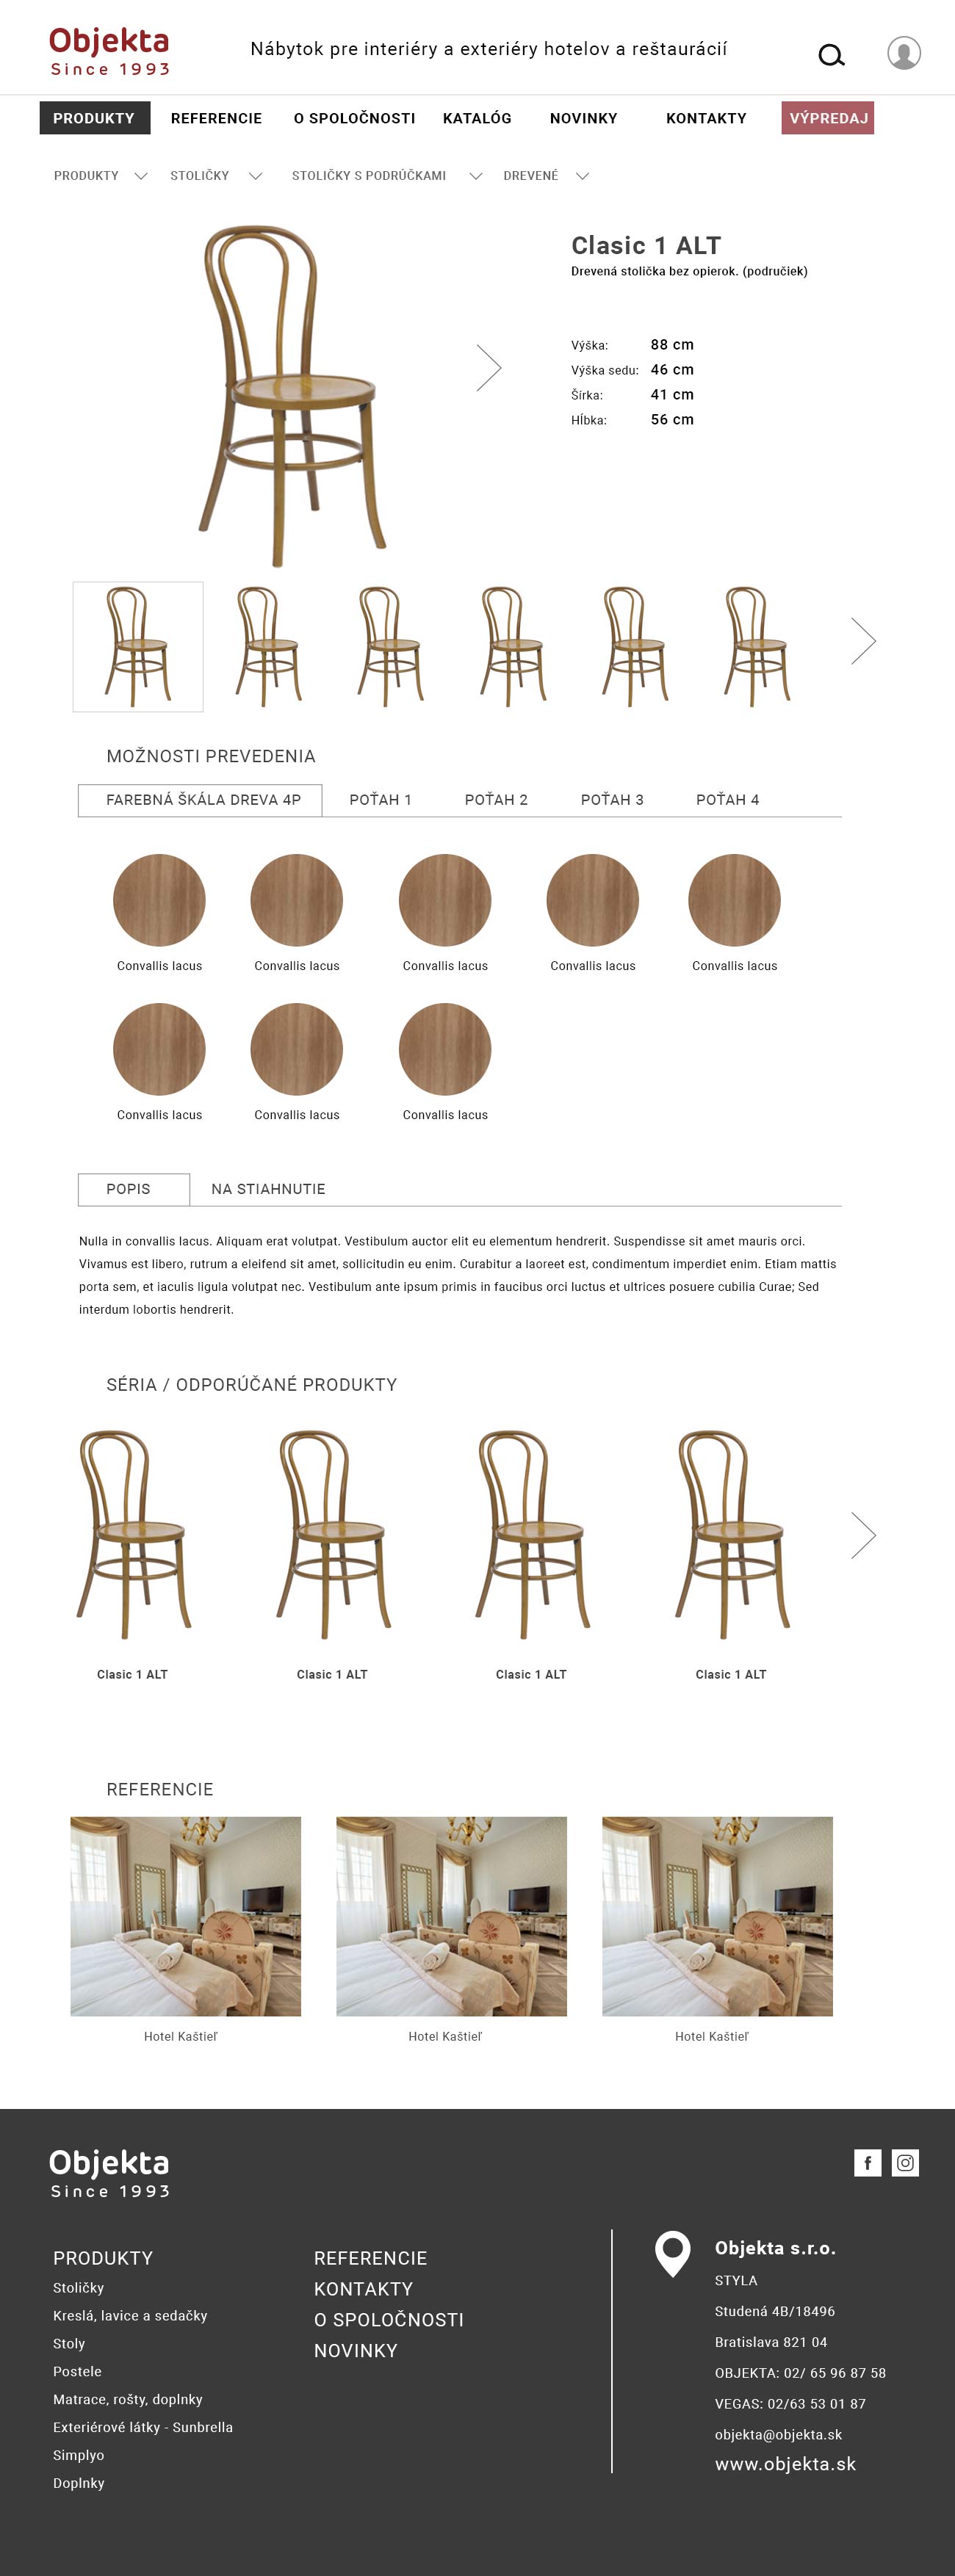 Objekta
Since 1993
Nábytok pre interiéry a exteriéry hotelov a reštaurácií
PRODUKTY REFERENCIE O SPOLOČNOSTI KATALÓG NOVINKY KONTAKTY VÝPREDAJ
PRODUKTY STOLIČKY STOLIČKY S PODRÚČKAMI DREVENÉ
Clasic 1 ALT
Drevená stolička bez opierok. (područiek)
Výška: 88 cm
Výška sedu: 46 cm
Šírka: 41 cm
Hĺbka: 56 cm
MOŽNOSTI PREVEDENIA
FAREBNÁ ŠKÁLA DREVA 4P POŤAH 1 POŤAH 2 POŤAH 3 POŤAH 4
Convallis lacus Convallis lacus Convallis lacus Convallis lacus Convallis lacus
Convallis lacus Convallis lacus Convallis lacus
POPIS NA STIAHNUTIE
Nulla in convallis lacus. Aliquam erat volutpat. Vestibulum auctor elit eu elementum hendrerit. Suspendisse sit amet mauris orci.
Vivamus est libero, rutrum a eleifend sit amet, sollicitudin eu enim. Curabitur a laoreet est, condimentum imperdiet enim. Etiam mattis
porta sem, et iaculis ligula volutpat nec. Vestibulum ante ipsum primis in faucibus orci luctus et ultrices posuere cubilia Curae; Sed
interdum lobortis hendrerit.
SÉRIA / ODPORÚČANÉ PRODUKTY
Clasic 1 ALT Clasic 1 ALT Clasic 1 ALT Clasic 1 ALT
REFERENCIE
Hotel Kaštieľ Hotel Kaštieľ Hotel Kaštieľ
Objekta
Since 1993
f
PRODUKTY
Stoličky
Kreslá, lavice a sedačky
Stoly
Postele
Matrace, rošty, doplnky
Exteriérové látky - Sunbrella
Simplyo
Doplnky
REFERENCIE
KONTAKTY
O SPOLOČNOSTI
NOVINKY
Objekta s.r.o.
STYLA
Studená 4B/18496
Bratislava 821 04
OBJEKTA: 02/ 65 96 87 58
VEGAS: 02/63 53 01 87
objekta@objekta.sk
www.objekta.sk